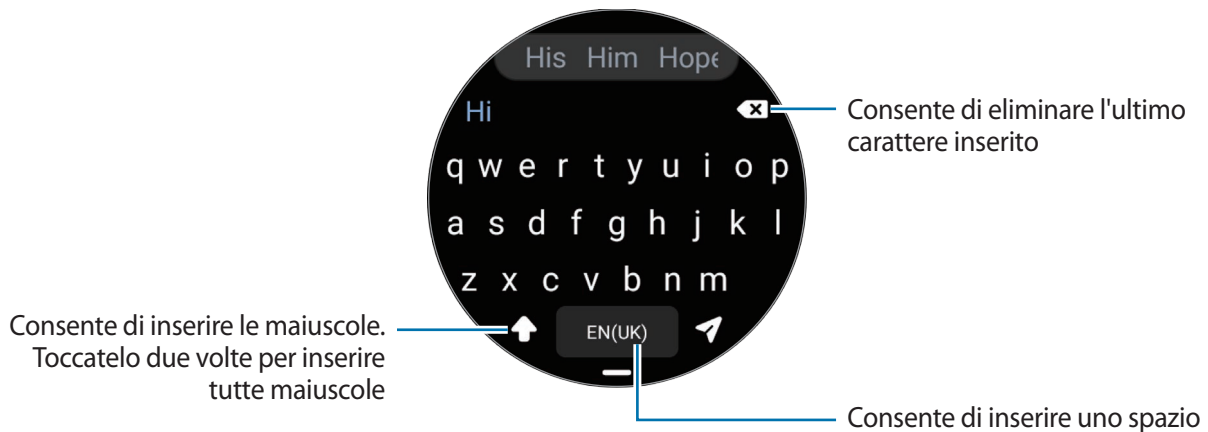 His Him Hope
Hi
Consente di eliminare l'ultimo
carattere inserito
q w e r t y u i o p
a s d f g h j k l
z x c v b n m
Consente di inserire le maiuscole.
Toccatelo due volte per inserire
tutte maiuscole
EN(UK)
Consente di inserire uno spazio